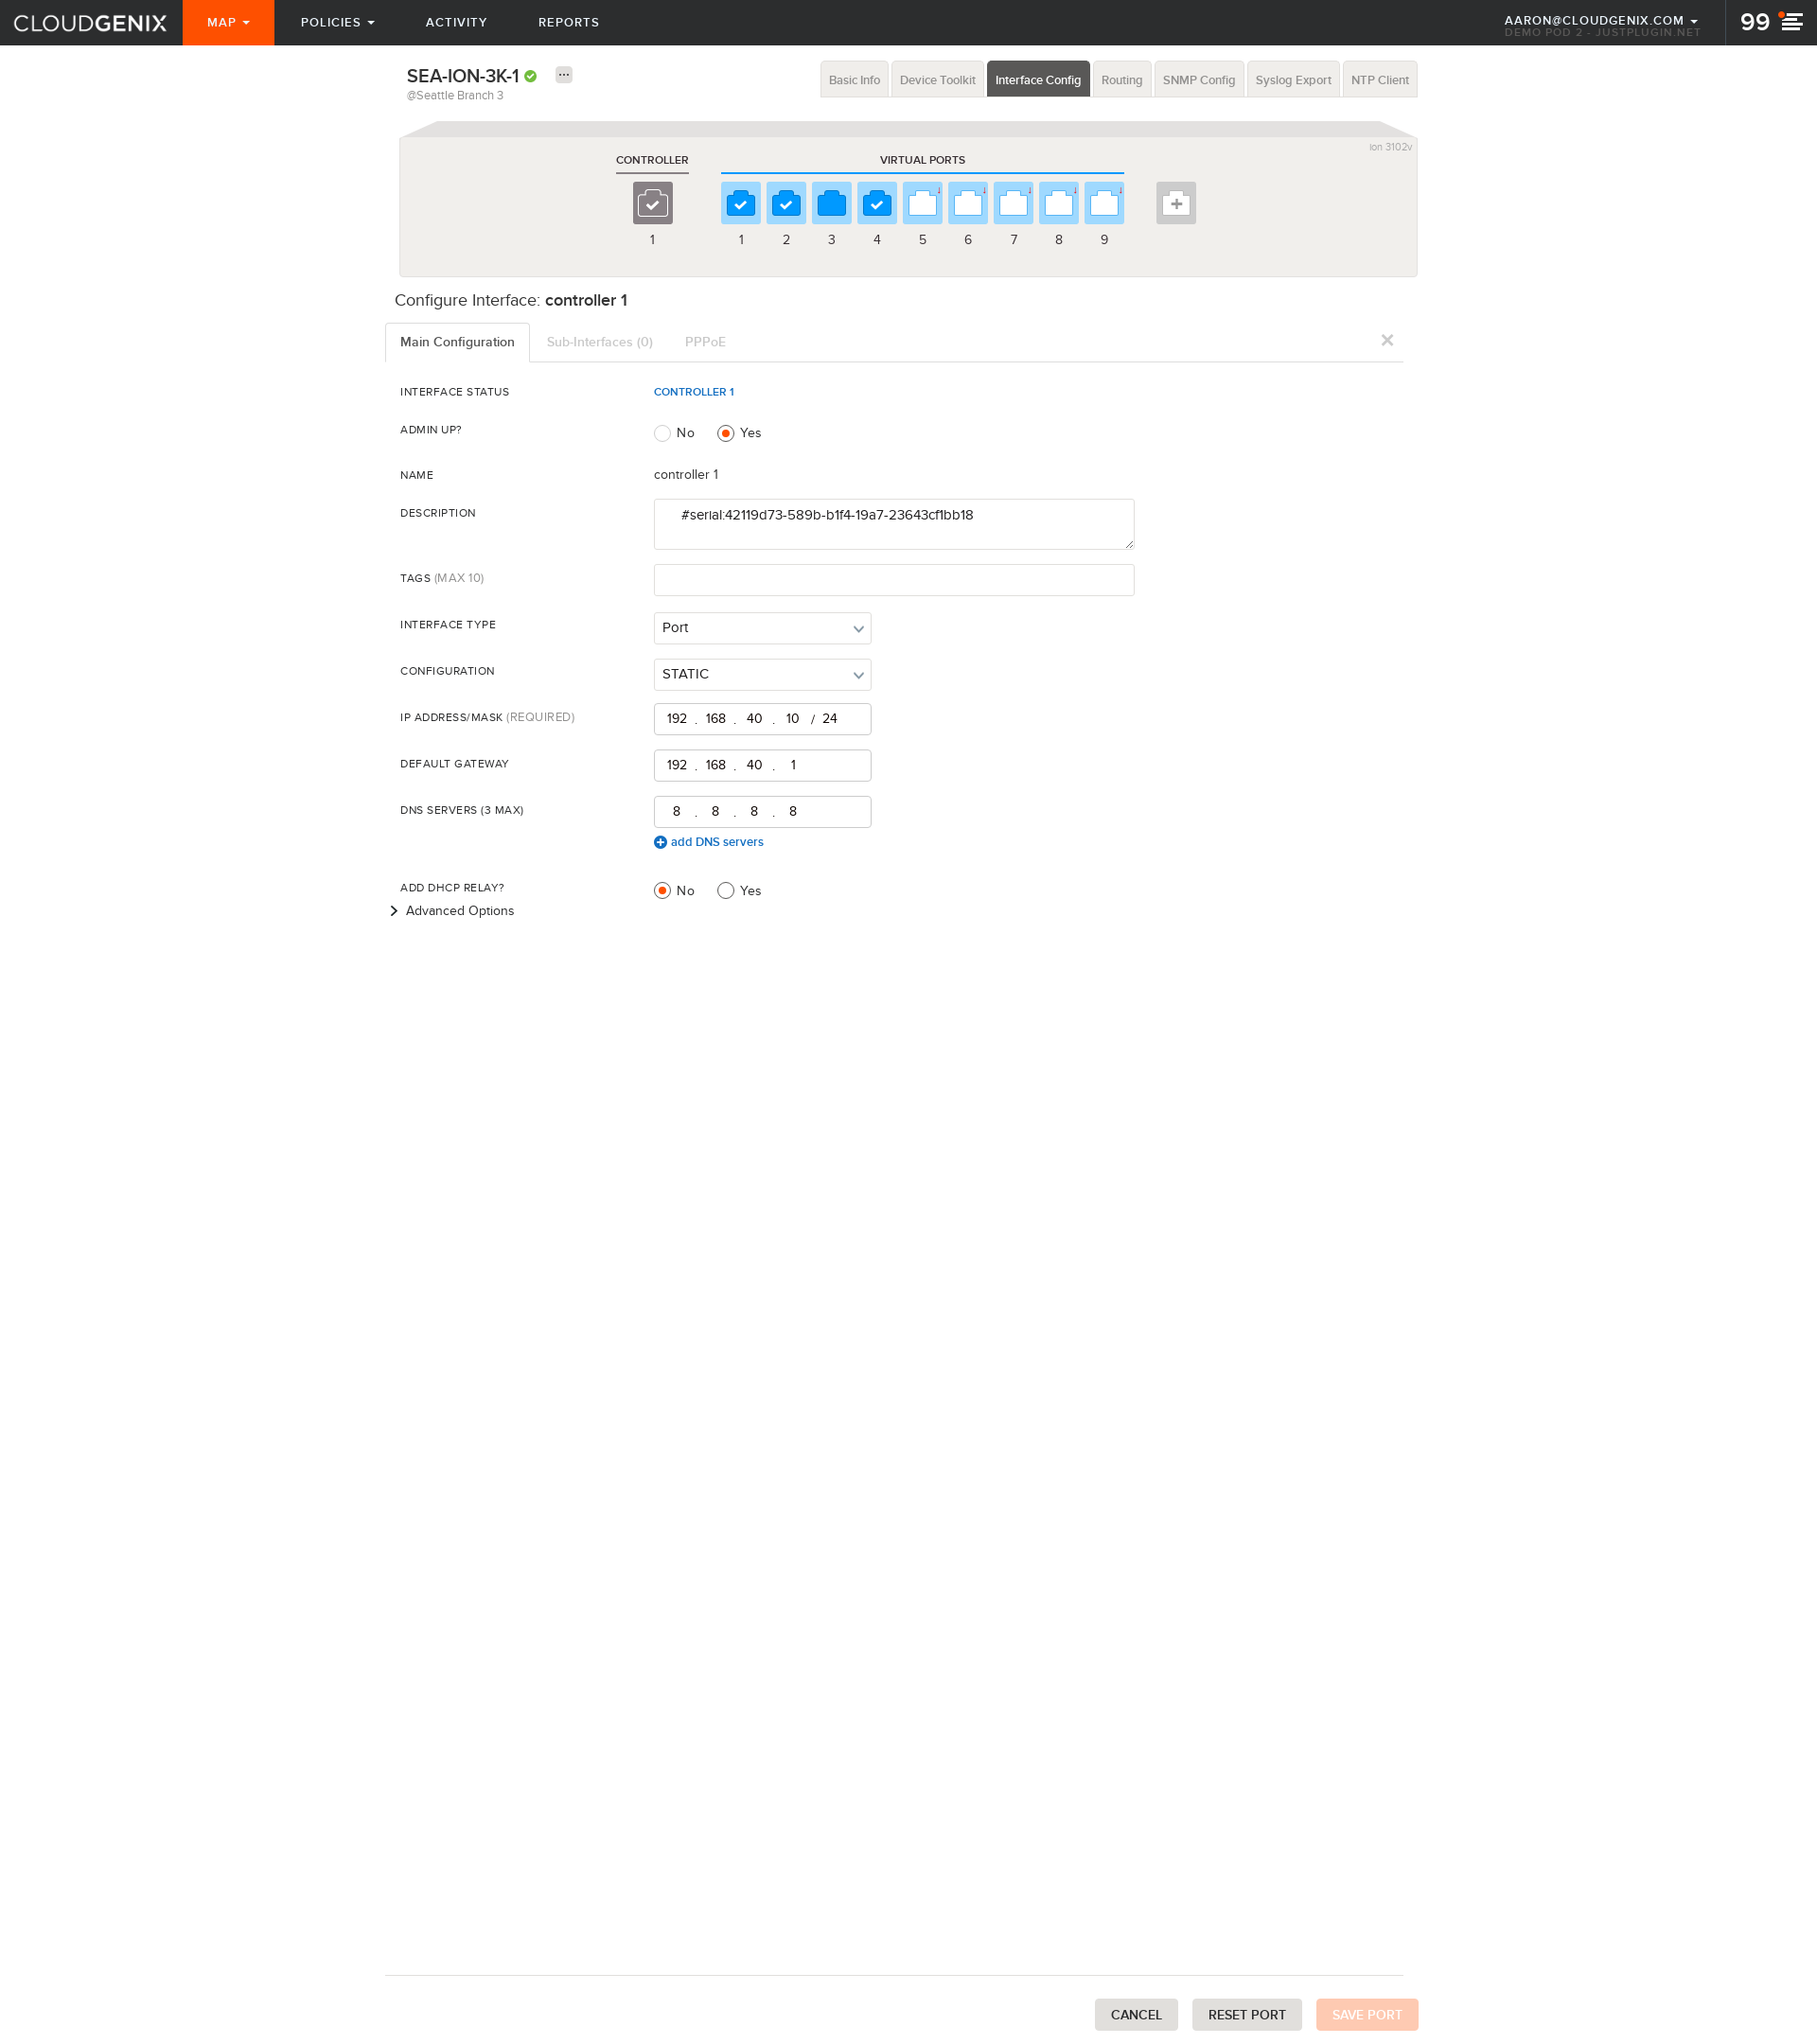 CLOUDGENIX MAP POLICIES ACTIVITY REPORTS AARON@CLOUDGENIX.COM 99
DEMO POD 2 - JUSTPLUGIN.NET
SEA-ION-3K-1
@Seattle Branch 3
Basic Info Device Toolkit Interface Config Routing SNMP Config Syslog Export NTP Client
ion 3102v
CONTROLLER VIRTUAL PORTS
1 1 2 3 4 5 6 7 8 9
Configure Interface: controller 1
Main Configuration Sub-Interfaces (0) PPPoE
INTERFACE STATUS CONTROLLER 1
ADMIN UP? No Yes
NAME controller 1
DESCRIPTION #serial:42119d73-589b-b1f4-19a7-23643cf1bb18
TAGS (MAX 10)
INTERFACE TYPE Port
CONFIGURATION STATIC
IP ADDRESS/MASK (REQUIRED) 192 . 168 . 40 . 10 / 24
DEFAULT GATEWAY 192 . 168 . 40 . 1
DNS SERVERS (3 MAX) 8 . 8 . 8 . 8
add DNS servers
ADD DHCP RELAY? No Yes
Advanced Options
CANCEL RESET PORT SAVE PORT